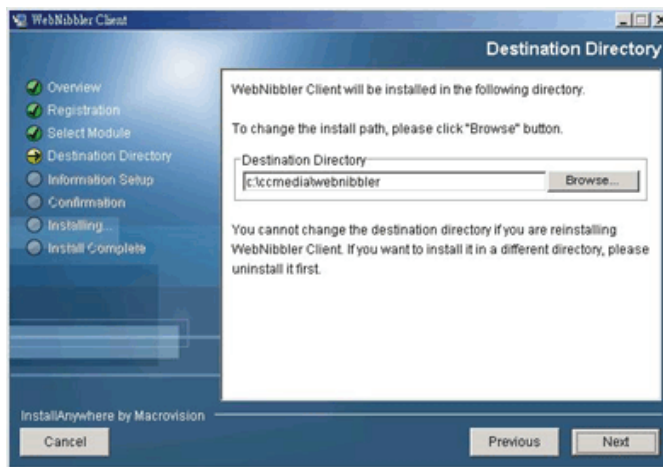 WebNibbler Client
Destination Directory
Overview
Registration
Select Module
Destination Directory
Information Setup
Confirmation
Installing...
Install Complete
WebNibbler Client will be installed in the following directory.
To change the install path, please click "Browse" button.
Destination Directory
c:\ccmedia\webnibbler
Browse...
You cannot change the destination directory if you are reinstalling
WebNibbler Client. If you want to install it in a different directory, please
uninstall it first.
InstallAnywhere by Macrovision
Cancel
Previous
Next